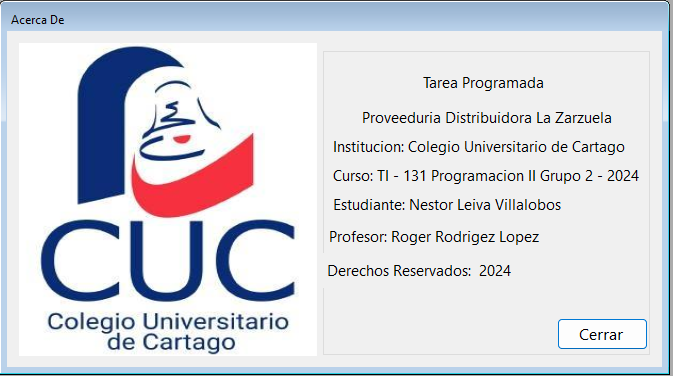 Acerca De
CUC
Colegio Universitario
de Cartago
Tarea Programada
Proveeduria Distribuidora La Zarzuela
Institucion: Colegio Universitario de Cartago
Curso: TI - 131 Programacion II Grupo 2 - 2024
Estudiante: Nestor Leiva Villalobos
Profesor: Roger Rodrigez Lopez
Derechos Reservados:  2024
Cerrar